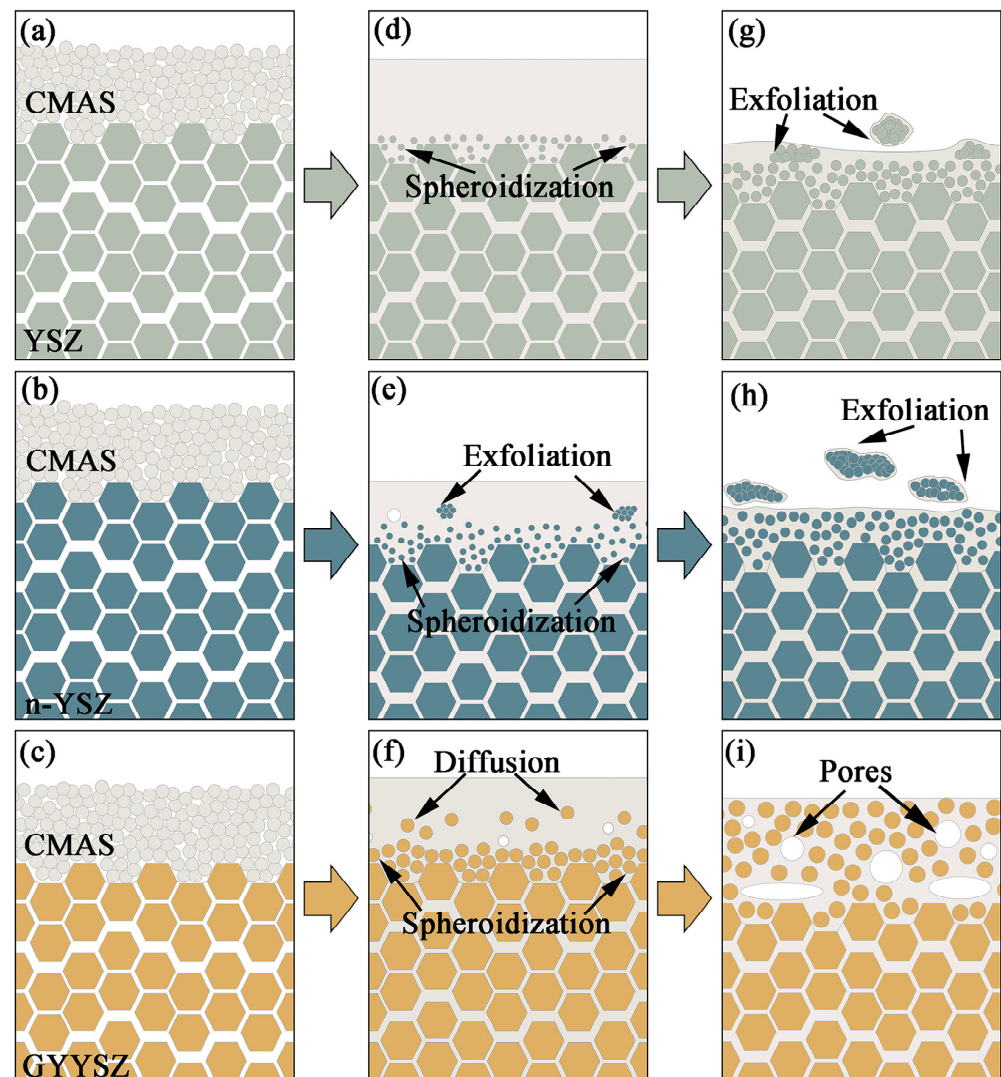 (a)
CMAS
YSZ
(d)
Spheroidization
(g)
Exfoliation
(b)
CMAS
n-YSZ
(e)
Exfoliation
Spheroidization
(h)
Exfoliation
(c)
CMAS
GYYSZ
(f)
Diffusion
Spheroidization
(i)
Pores